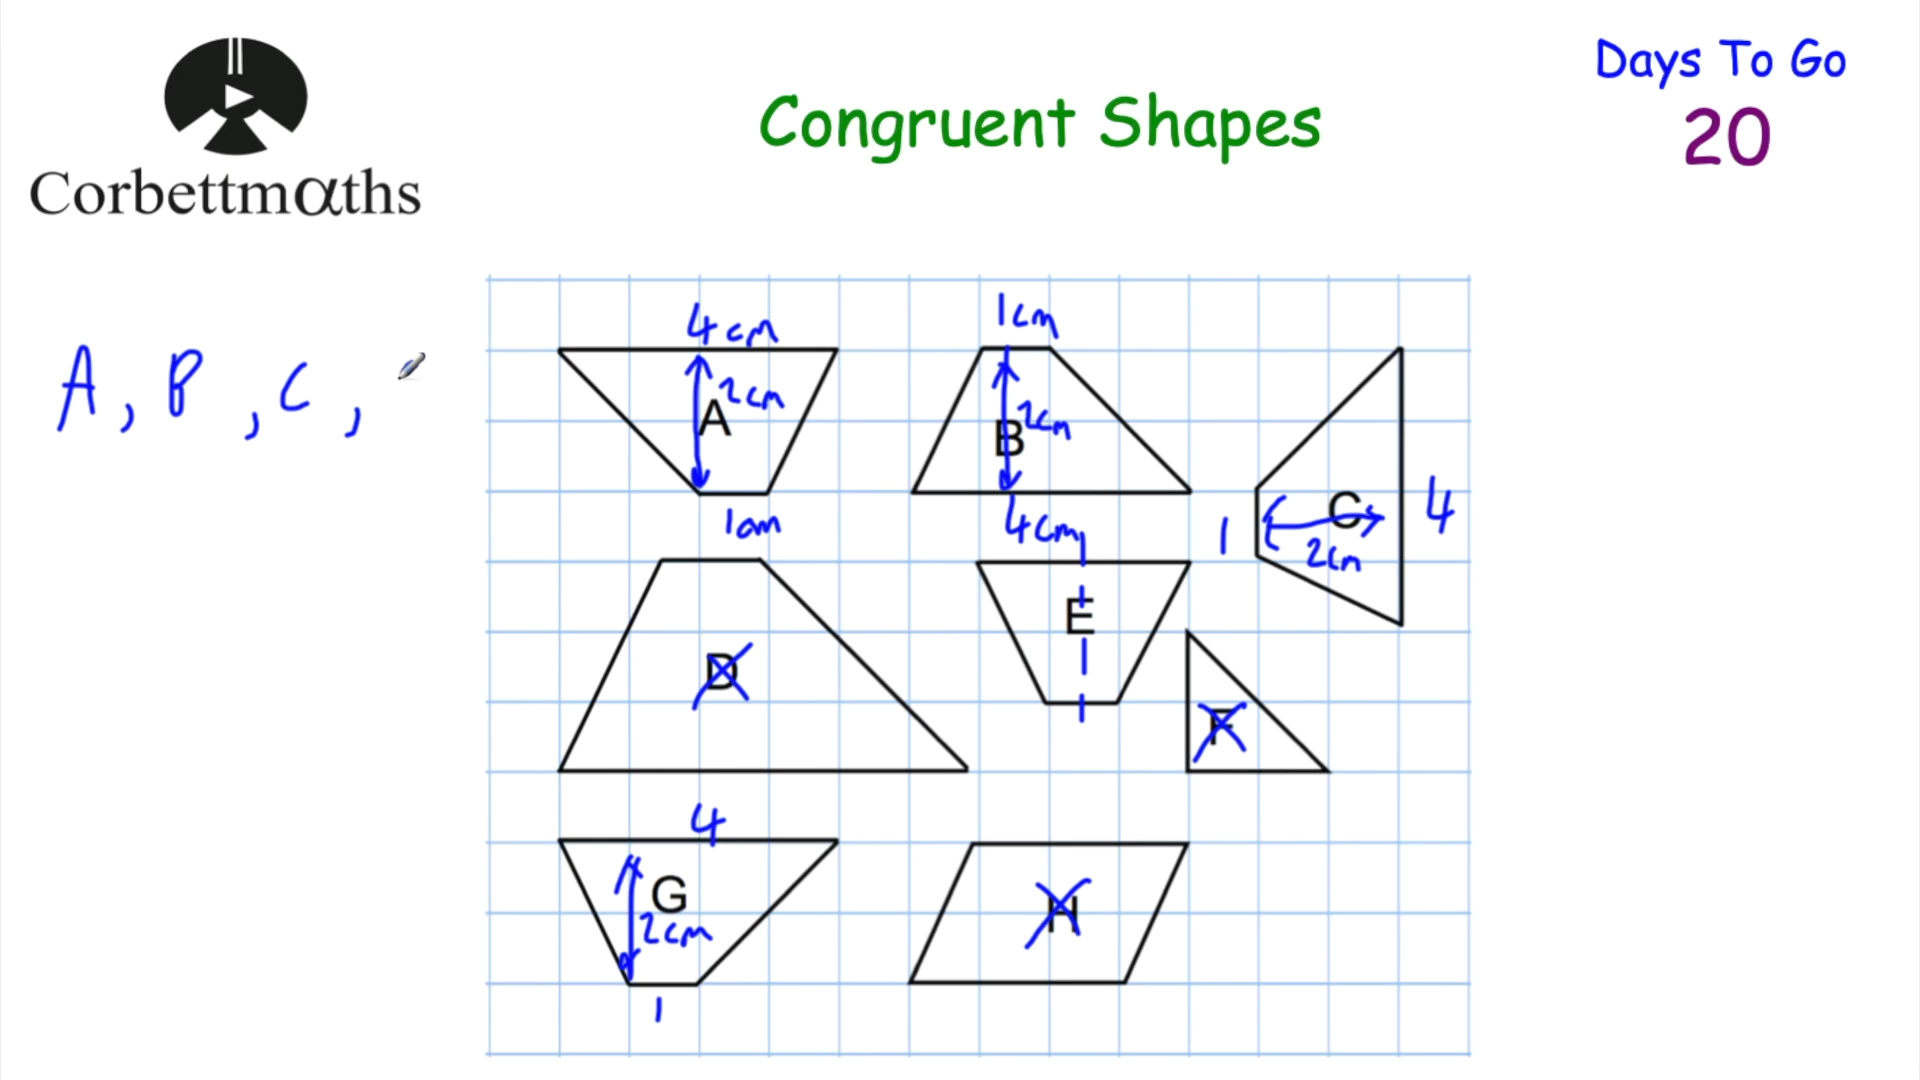 Days To Go
20
Congruent Shapes
Corbettmαths
A, B, C,
4cm
2cm
A
1cm
1cm
2cm
B
4cm
C
1
4
2cm
D
E
F
4
G
2cm
1
H